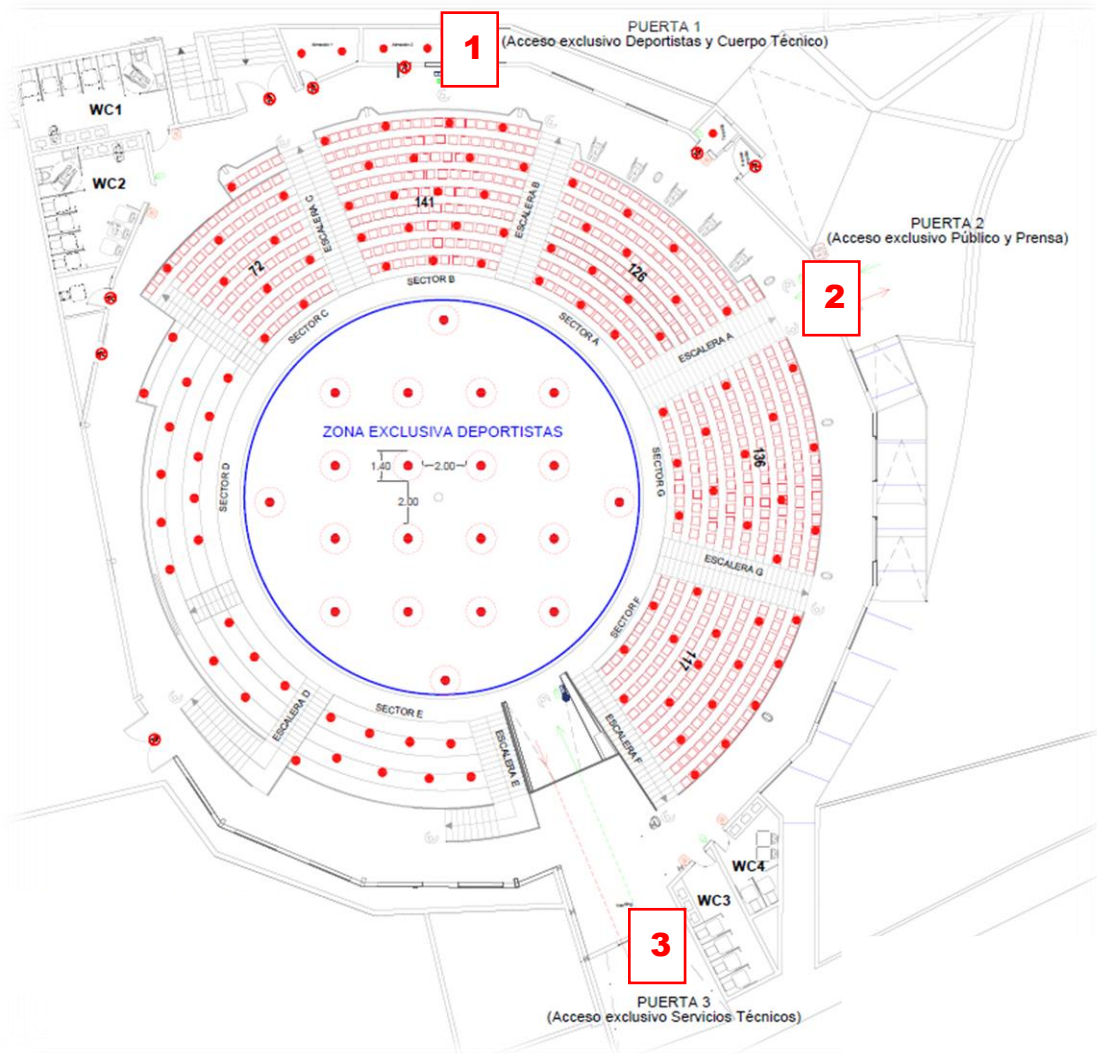 PUERTA 1
(Acceso exclusivo Deportistas y Cuerpo Técnico)
1
WC1
WC2
PUERTA 2
(Acceso exclusivo Público y Prensa)
2
ESCALERA C
141
ESCALERA B
72
126
SECTOR B
SECTOR C
SECTOR A
ESCALERA A
ZONA EXCLUSIVA DEPORTISTAS
1.40
2.00
2.00
SECTOR D
SECTOR G
136
ESCALERA G
SECTOR F
117
ESCALERA D
SECTOR E
ESCALERA E
ESCALERA F
WC4
WC3
3
PUERTA 3
(Acceso exclusivo Servicios Técnicos)